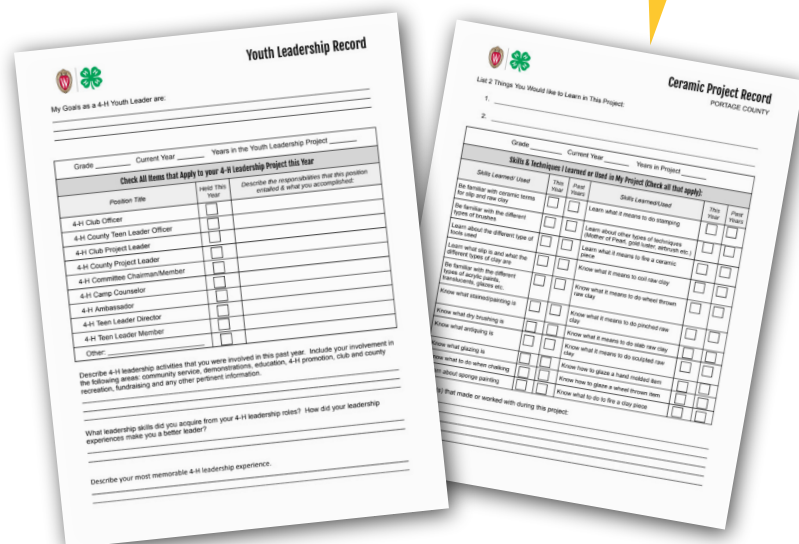 Youth Leadership Record
My Goals as a 4-H Youth Leader are:
Grade ________ Current Year ________ Years in the Youth Leadership Project ________
Check All Items that Apply to your 4-H Leadership Project this Year
Position Title
Held This
Year
Describe the responsibilities that this position
entailed & what you accomplished:
4-H Club Officer
4-H County Teen Leader Officer
4-H Club Project Leader
4-H County Project Leader
4-H Committee Chairman/Member
4-H Camp Counselor
4-H Ambassador
4-H Teen Leader Director
4-H Teen Leader Member
Other: ________
Describe 4-H leadership activities that you were involved in this past year. Include your involvement in
the following areas: community service, demonstrations, education, 4-H promotion, club and county
recreation, fundraising and any other pertinent information.
What leadership skills did you acquire from your 4-H leadership roles? How did your leadership
experiences make you a better leader?
Describe your most memorable 4-H leadership experience.
Ceramic Project Record
PORTAGE COUNTY
List 2 Things You Would like to Learn in This Project:
1.
2.
Grade ________ Current Year ________ Years in Project ________
Skills & Techniques I Learned or Used in My Project (Check all that apply):
Skills Learned/ Used
This
Year
Past
Years
Skills Learned/Used
This
Year
Past
Years
Be familiar with ceramic terms
for slip and raw clay
Learn what it means to do stamping
Be familiar with the different
types of brushes
Learn about other types of techniques
(Mother of Pearl, gold luster, airbrush etc.)
Learn about the different type of
tools used
Learn what it means to fire a ceramic
piece
Learn what slip is and what the
different types of clay are
Know what it means to coil raw clay
Be familiar with the different
types of acrylic paints,
translucents, glazes etc.
Know what it means to do wheel thrown
raw clay
Know what stained/painting is
Know what it means to do pinched raw
clay
Know what dry brushing is
Know what it means to do slab raw clay
Know what antiquing is
Know what it means to do sculpted raw
clay
what glazing is
Know how to glaze a hand molded item
what to do when chalking
Know how to glaze a wheel thrown item
about sponge painting
Know what to do to fire a clay piece
that made or worked with during this project: